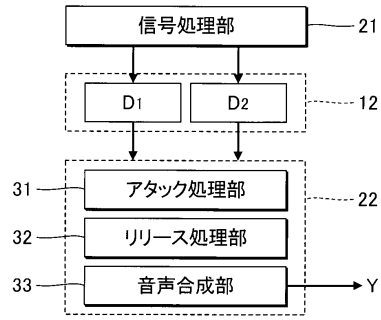 信号処理部 21
D1 D2 12
31 アタック処理部
22
32 リリース処理部
33 音声合成部 Y